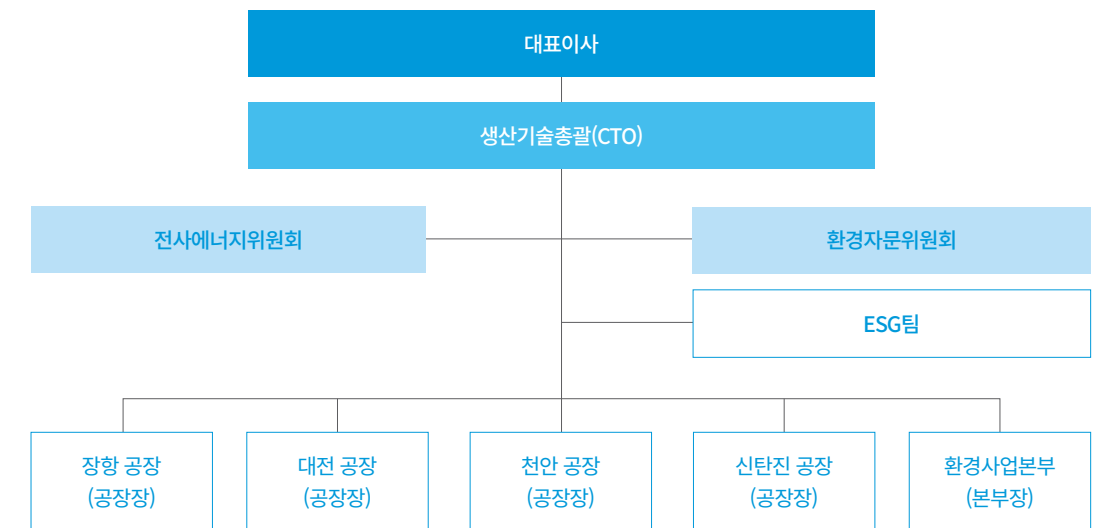 대표이사
생산기술총괄(CTO)
전사에너지위원회
환경자문위원회
ESG팀
장항 공장
(공장장)
대전 공장
(공장장)
천안 공장
(공장장)
신탄진 공장
(공장장)
환경사업본부
(본부장)